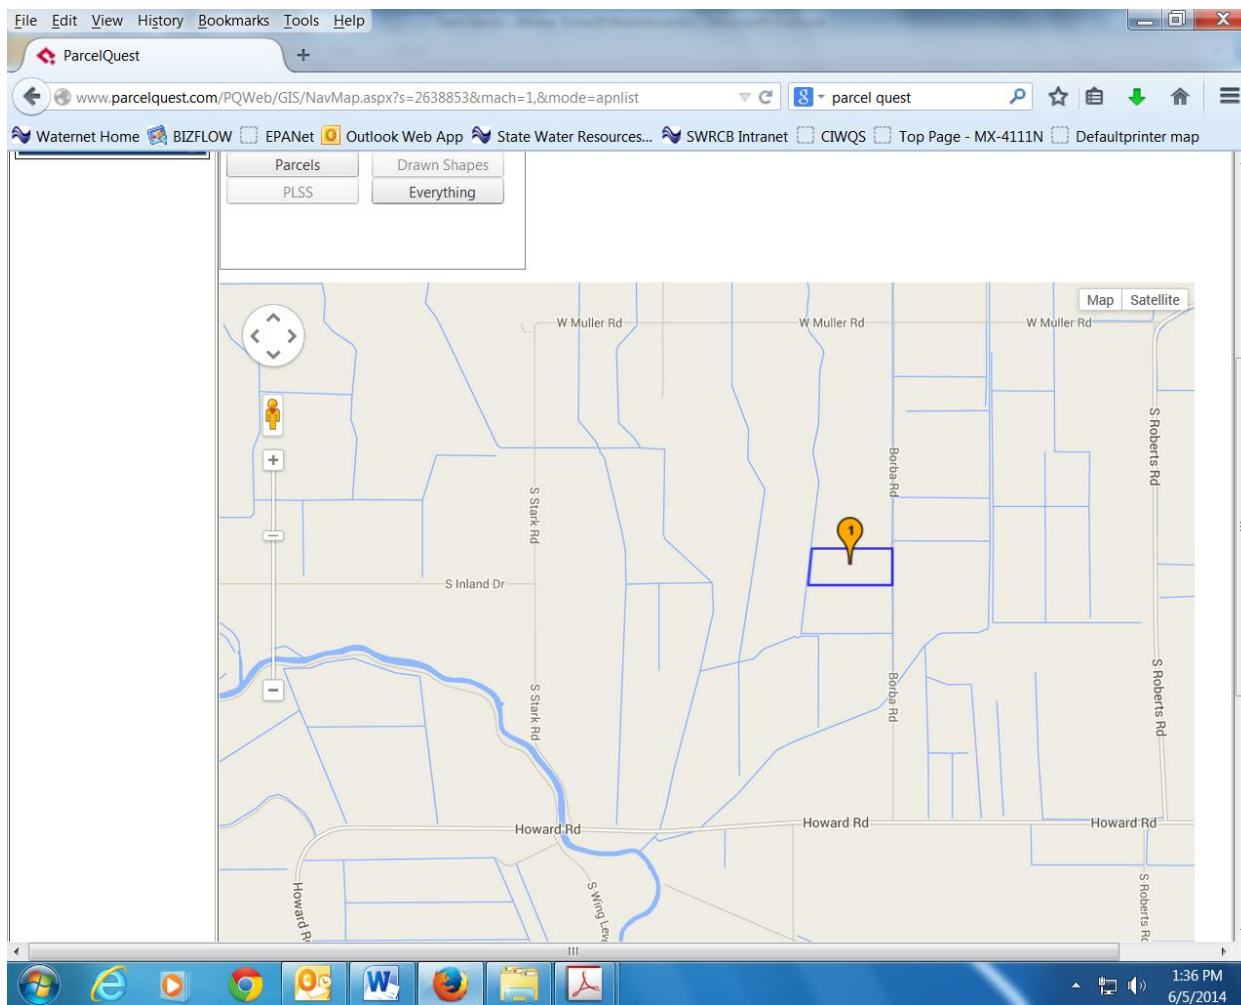 File Edit View History Bookmarks Tools Help
ParcelQuest
www.parcelquest.com/PQWeb/GIS/NavMap.aspx?s=2638853&mach=1,&mode=apnlist
8 parcel quest
Waternet Home BIZFLOW EPANet Outlook Web App State Water Resources... SWRCB Intranet CIWQS Top Page - MX-4111N Defaultprinter map
Parcels Drawn Shapes
PLSS Everything
Map Satellite
W Muller Rd W Muller Rd W Muller Rd
S Roberts Rd
Borba Rd
S Stark Rd
1
S Inland Dr
S Roberts Rd
Borba Rd
S Stark Rd
Howard Rd Howard Rd Howard Rd
Howard R
S Wing Lev
S Roberts R
1:36 PM
6/5/2014